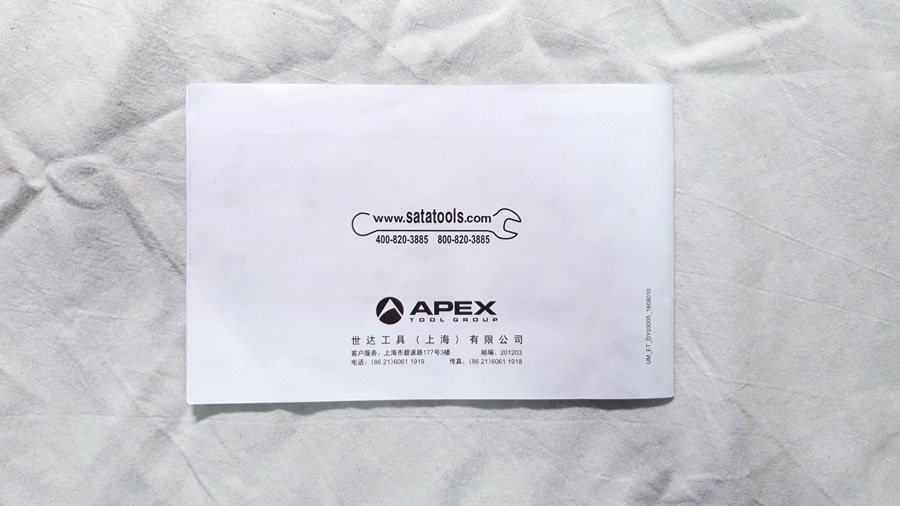 www.satatools.com
400-820-3885 800-820-3885
APEX
TOOL GROUP
世达工具（上海）有限公司
客户服务：上海市碧波路177号3楼 邮编：201203
电话：(86 21)6061 1919 传真：(86 21)6061 1918
UM_ET_DY03005_1808010